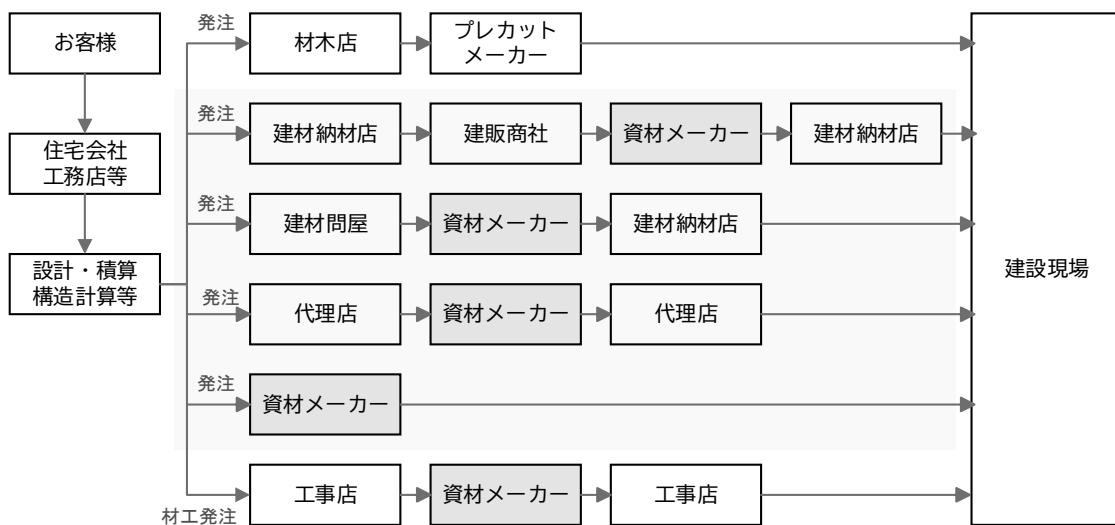 お客様
住宅会社
工務店等
設計・積算
構造計算等
発注
材木店
プレカット
メーカー
発注
建材納材店
建販商社
資材メーカー
建材納材店
発注
建材問屋
資材メーカー
建材納材店
発注
代理店
資材メーカー
代理店
発注
資材メーカー
材工発注
工事店
資材メーカー
工事店
建設現場